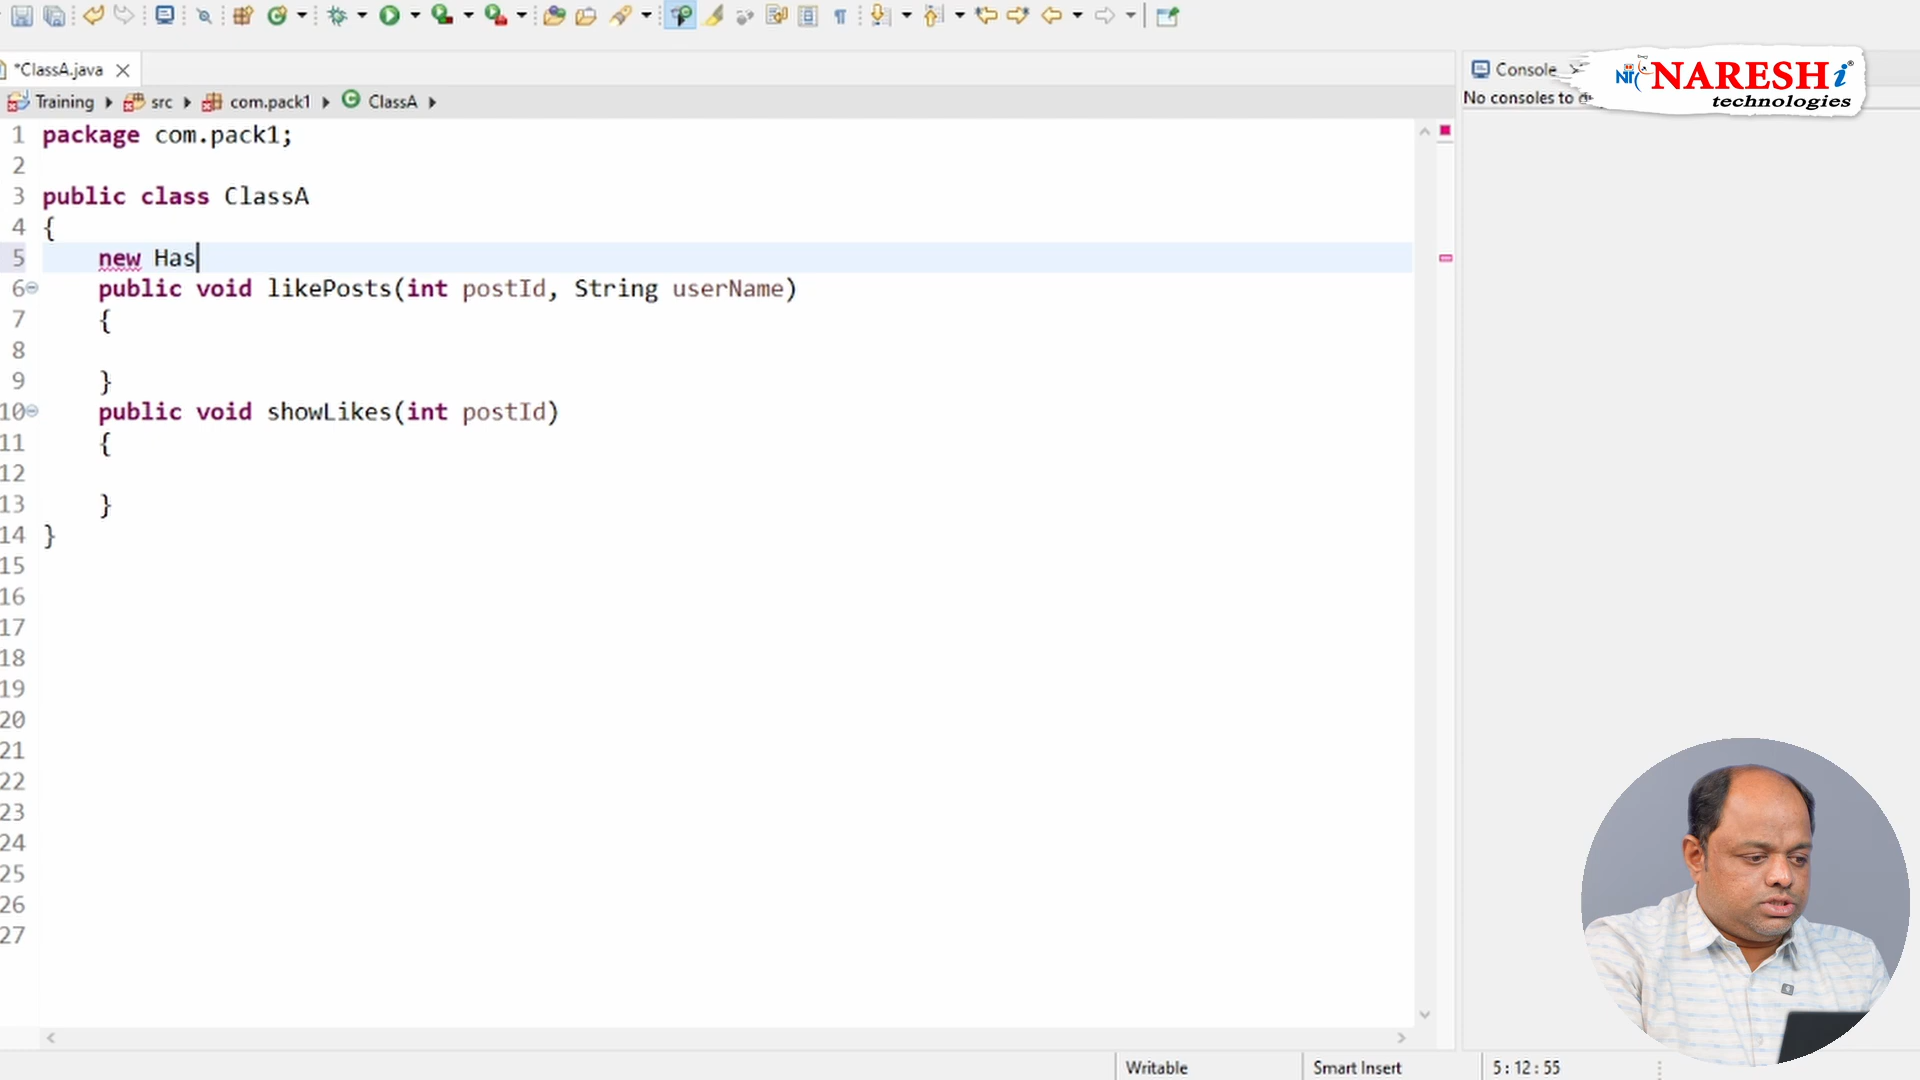 *ClassA.java
Training src com.pack1 ClassA
1 package com.pack1;
2
3 public class ClassA
4 {
5 new Has
6 public void likePosts(int postId, String userName)
7 {
8
9 }
10 public void showLikes(int postId)
11 {
12
13 }
14 }
15
16
17
18
19
20
21
22
23
24
25
26
27
Console
No consoles to
NARESHi
technologies
Writable
Smart Insert
5 : 12 : 55